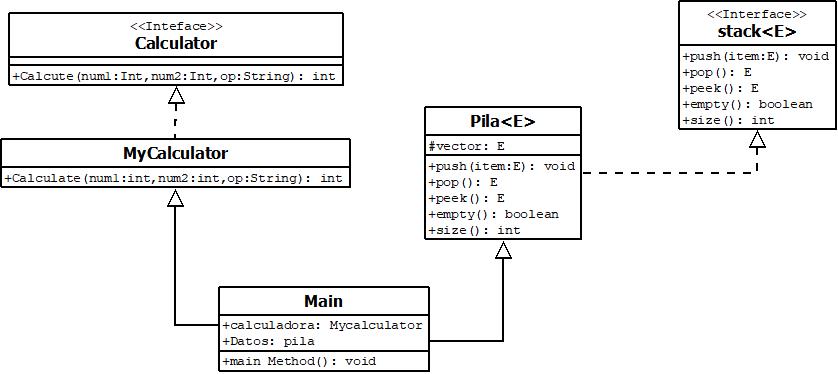 <<Inteface>>
Calculator
+Calcute(num1:Int,num2:Int,op:String): int
MyCalculator
+Calculate(num1:int,num2:int,op:String): int
<<Interface>>
stack<E>
+push(item:E): void
+pop(): E
+peek(): E
+empty(): boolean
+size(): int
Pila<E>
#vector: E
+push(item:E): void
+pop(): E
+peek(): E
+empty(): boolean
+size(): int
Main
+calculadora: Mycalculator
+Datos: pila
+main Method(): void